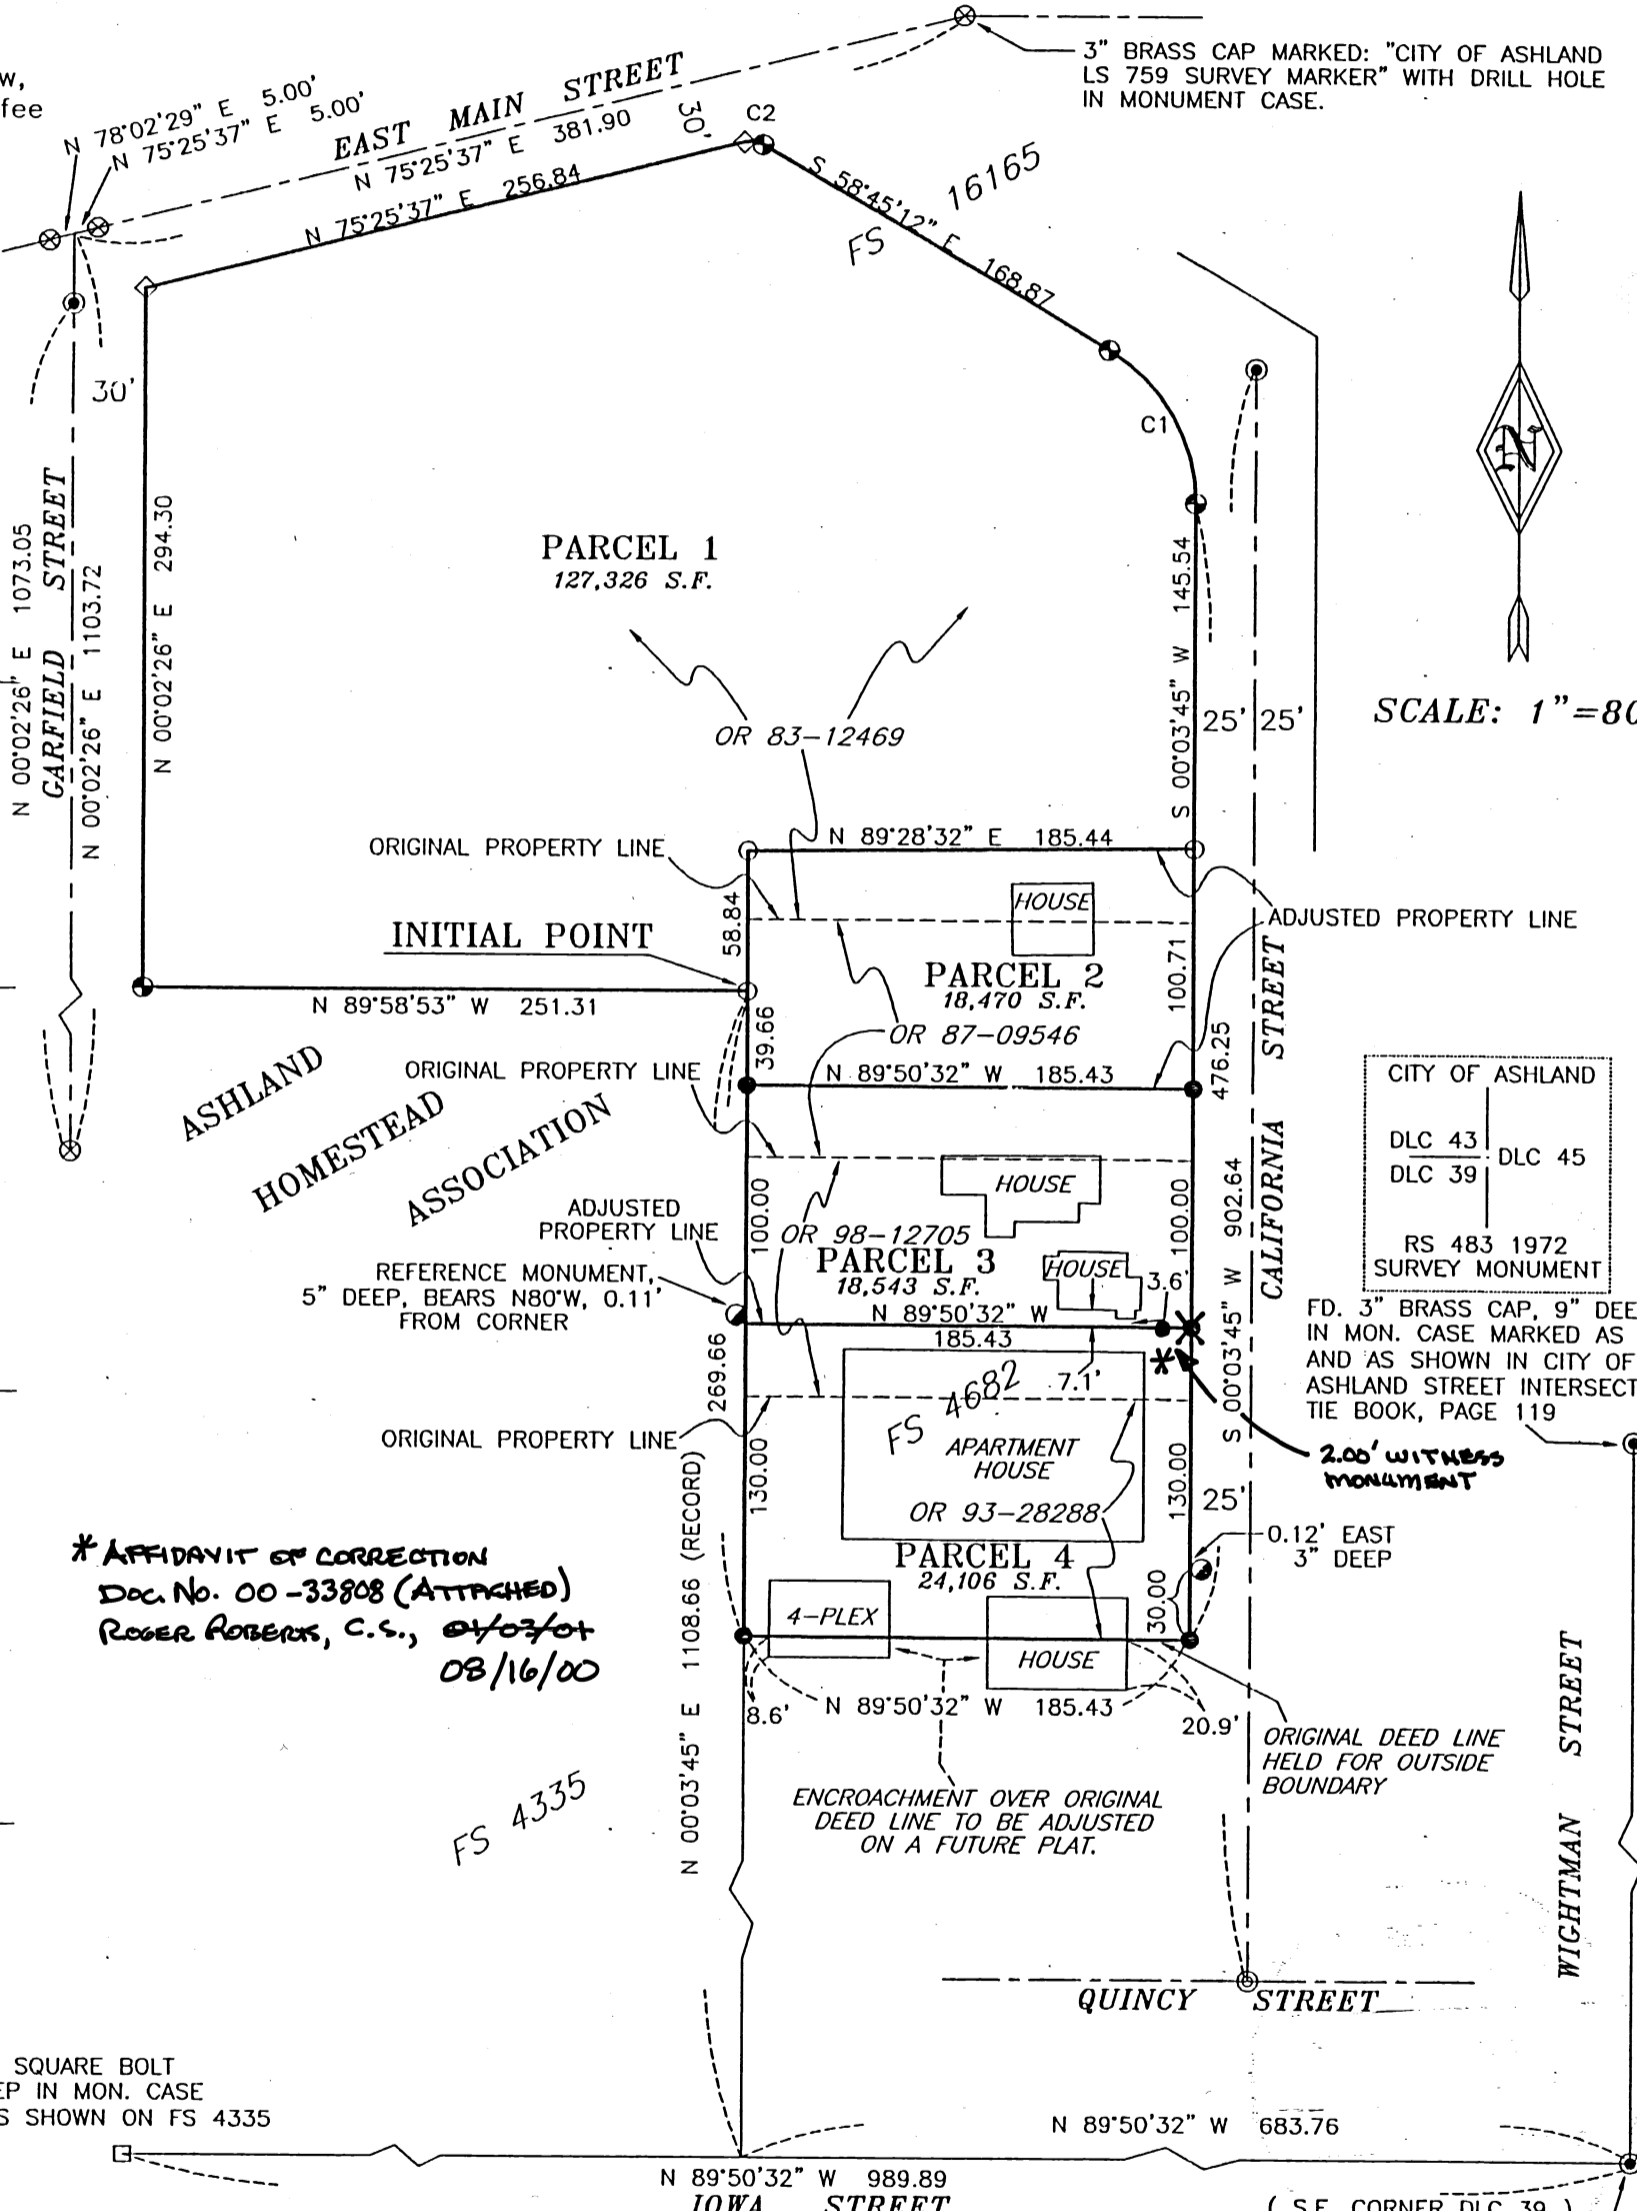 w,
fee
N 78°02'29" E 5.00'
N 75°25'37" E 5.00'
EAST MAIN STREET
N 75°25'37" E 381.90
30'
C2
N 75°25'37" E 256.84
3" BRASS CAP MARKED: "CITY OF ASHLAND
LS 759 SURVEY MARKER" WITH DRILL HOLE
IN MONUMENT CASE.
S 58°45'12" E 168.87
FS 16165
30'
C1
N
SCALE: 1"=80
N 00°02'26" E 1073.05
GARFIELD STREET
N 00°02'26" E 1103.72
N 00°02'26" E 294.30
PARCEL 1
127,326 S.F.
S 00°03'45" W 145.54
25' 25'
OR 83-12469
ORIGINAL PROPERTY LINE
N 89°28'32" E 185.44
58.84
HOUSE
ADJUSTED PROPERTY LINE
INITIAL POINT
PARCEL 2
18,470 S.F.
100.71
N 89°58'53" W 251.31
OR 87-09546
39.66
ORIGINAL PROPERTY LINE
N 89°50'32" W 185.43
476.25
CALIFORNIA STREET
S 00°03'45" W 902.64
ASHLAND
HOMESTEAD
ASSOCIATION
CITY OF ASHLAND
DLC 43
DLC 45
DLC 39
RS 483 1972
SURVEY MONUMENT
HOUSE
100.00
100.00
ADJUSTED
PROPERTY LINE
OR 98-12705
PARCEL 3
18,543 S.F.
HOUSE
3.6'
REFERENCE MONUMENT,
5" DEEP, BEARS N80°W, 0.11'
FROM CORNER
N 89°50'32" W
185.43
FD. 3" BRASS CAP, 9" DEE
IN MON. CASE MARKED AS
AND AS SHOWN IN CITY OF
ASHLAND STREET INTERSECT
TIE BOOK, PAGE 119
*
269.66
7.1'
FS 4682
ORIGINAL PROPERTY LINE
APARTMENT
HOUSE
2.00' WITNESS
MONUMENT
130.00
130.00
25'
OR 93-28288
0.12' EAST
3" DEEP
PARCEL 4
24,106 S.F.
* AFFIDAVIT OF CORRECTION
DOC. NO. 00-33808 (ATTACHED)
ROGER ROBERTS, C.S., 01/03/01
08/16/00
4-PLEX
30.00
HOUSE
8.6'
N 89°50'32" W 185.43
20.9'
N 00°03'45" E 1108.66 (RECORD)
ORIGINAL DEED LINE
HELD FOR OUTSIDE
BOUNDARY
ENCROACHMENT OVER ORIGINAL
DEED LINE TO BE ADJUSTED
ON A FUTURE PLAT.
FS 4335
WIGHTMAN STREET
QUINCY STREET
SQUARE BOLT
EP IN MON. CASE
S SHOWN ON FS 4335
N 89°50'32" W 683.76
N 89°50'32" W 989.89
IOWA STREET
( S.E. CORNER DLC 39 )